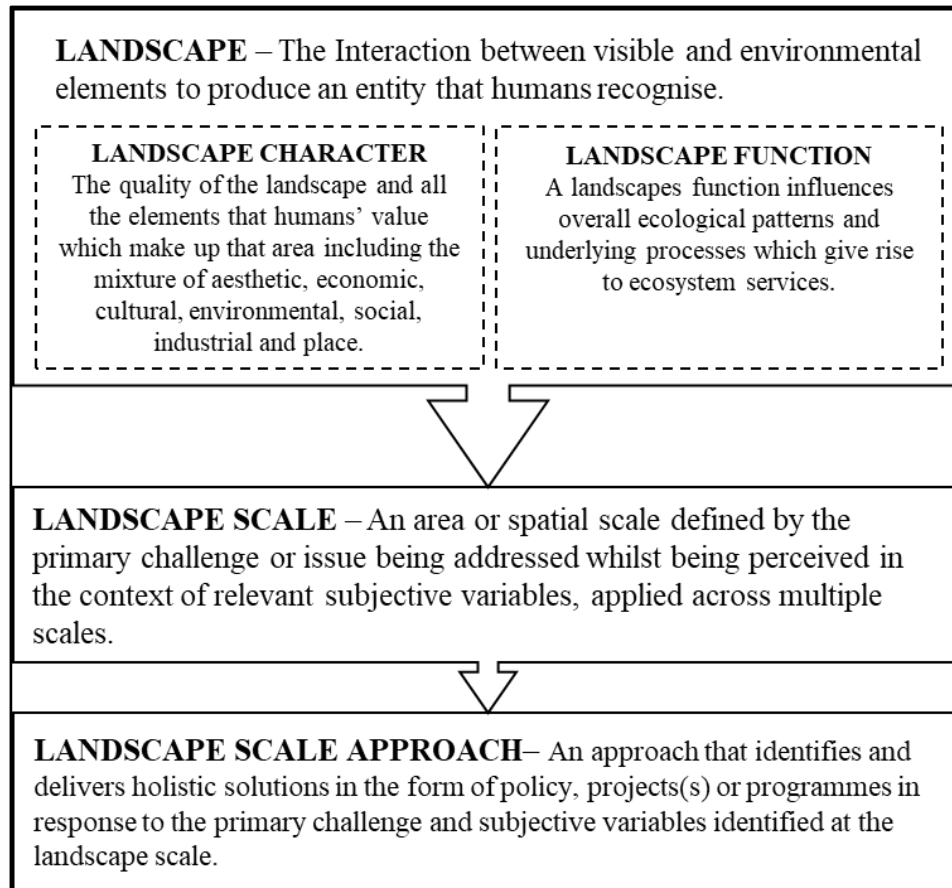 LANDSCAPE – The Interaction between visible and environmental
elements to produce an entity that humans recognise.
LANDSCAPE CHARACTER
The quality of the landscape and all
the elements that humans’ value
which make up that area including the
mixture of aesthetic, economic,
cultural, environmental, social,
industrial and place.
LANDSCAPE FUNCTION
A landscapes function influences
overall ecological patterns and
underlying processes which give rise
to ecosystem services.
LANDSCAPE SCALE – An area or spatial scale defined by the
primary challenge or issue being addressed whilst being perceived in
the context of relevant subjective variables, applied across multiple
scales.
LANDSCAPE SCALE APPROACH– An approach that identifies and
delivers holistic solutions in the form of policy, projects(s) or programmes in
response to the primary challenge and subjective variables identified at the
landscape scale.